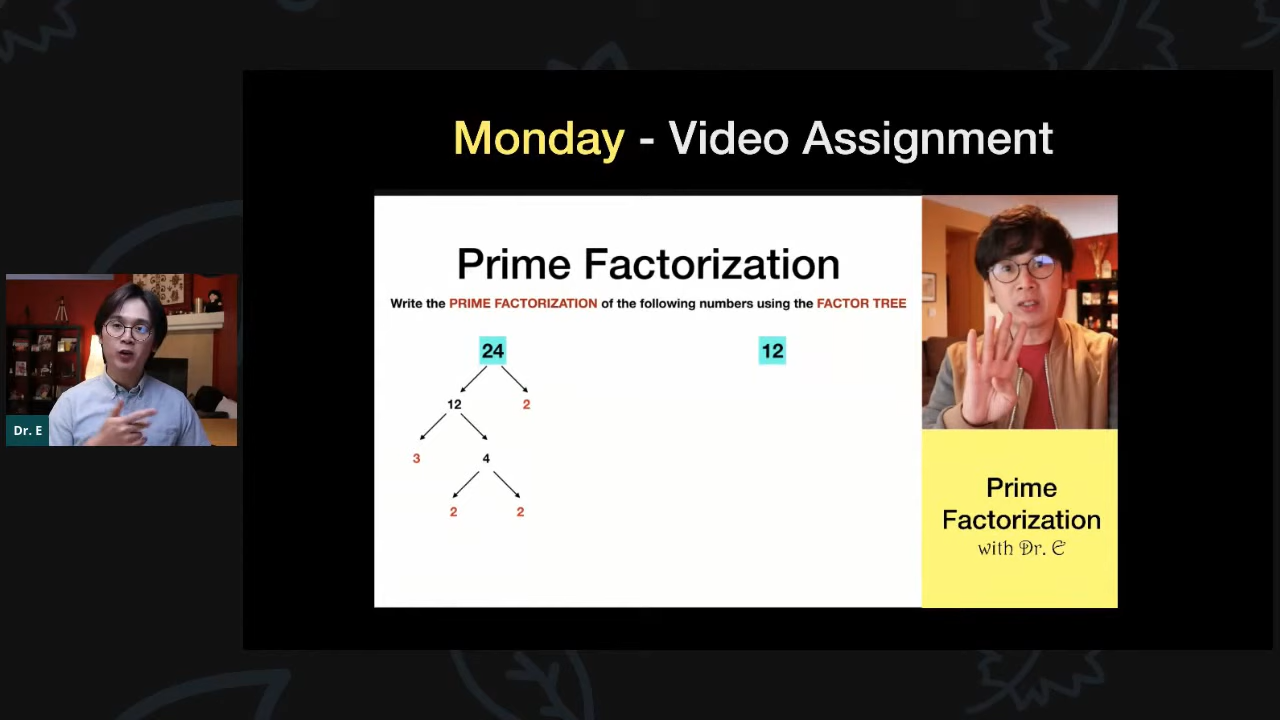 Monday - Video Assignment
Prime Factorization
Write the PRIME FACTORIZATION of the following numbers using the FACTOR TREE
24
12
12
2
3
4
2
2
Dr. E
Prime
Factorization
with Dr. E